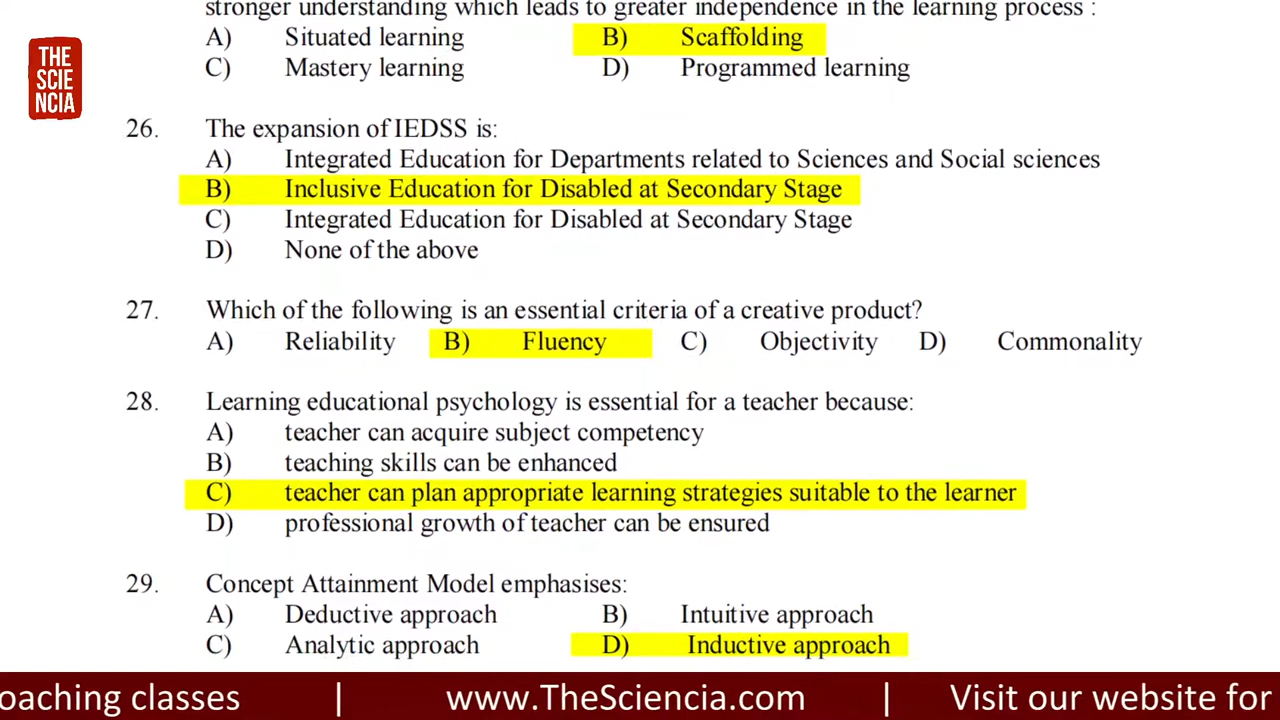 stronger understanding which leads to greater independence in the learning process :
A) Situated learning B) Scaffolding
C) Mastery learning D) Programmed learning
THE
SCIE
NCIA
26. The expansion of IEDSS is:
A) Integrated Education for Departments related to Sciences and Social sciences
B) Inclusive Education for Disabled at Secondary Stage
C) Integrated Education for Disabled at Secondary Stage
D) None of the above
27. Which of the following is an essential criteria of a creative product?
A) Reliability B) Fluency C) Objectivity D) Commonality
28. Learning educational psychology is essential for a teacher because:
A) teacher can acquire subject competency
B) teaching skills can be enhanced
C) teacher can plan appropriate learning strategies suitable to the learner
D) professional growth of teacher can be ensured
29. Concept Attainment Model emphasises:
A) Deductive approach B) Intuitive approach
C) Analytic approach D) Inductive approach
oaching classes | www.TheSciencia.com | Visit our website for